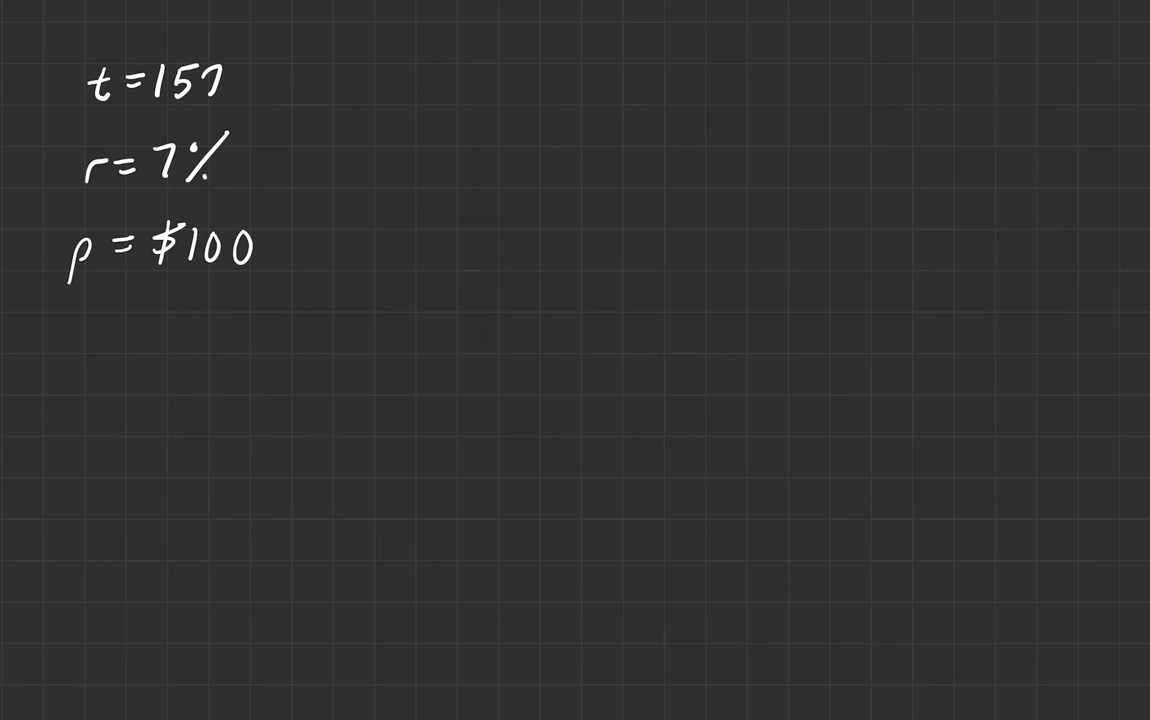 t = 157
r = 7%
p = $100